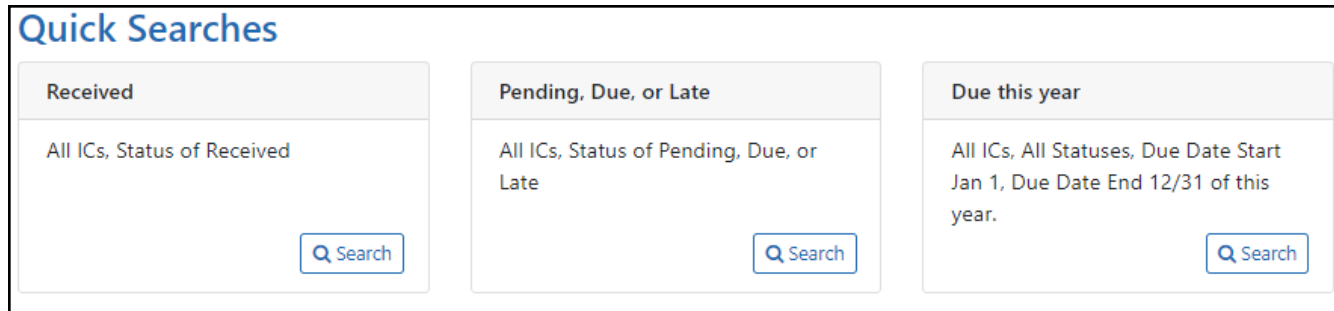 Quick Searches
Received
All ICs, Status of Received
Search
Pending, Due, or Late
All ICs, Status of Pending, Due, or
Late
Search
Due this year
All ICs, All Statuses, Due Date Start
Jan 1, Due Date End 12/31 of this
year.
Search